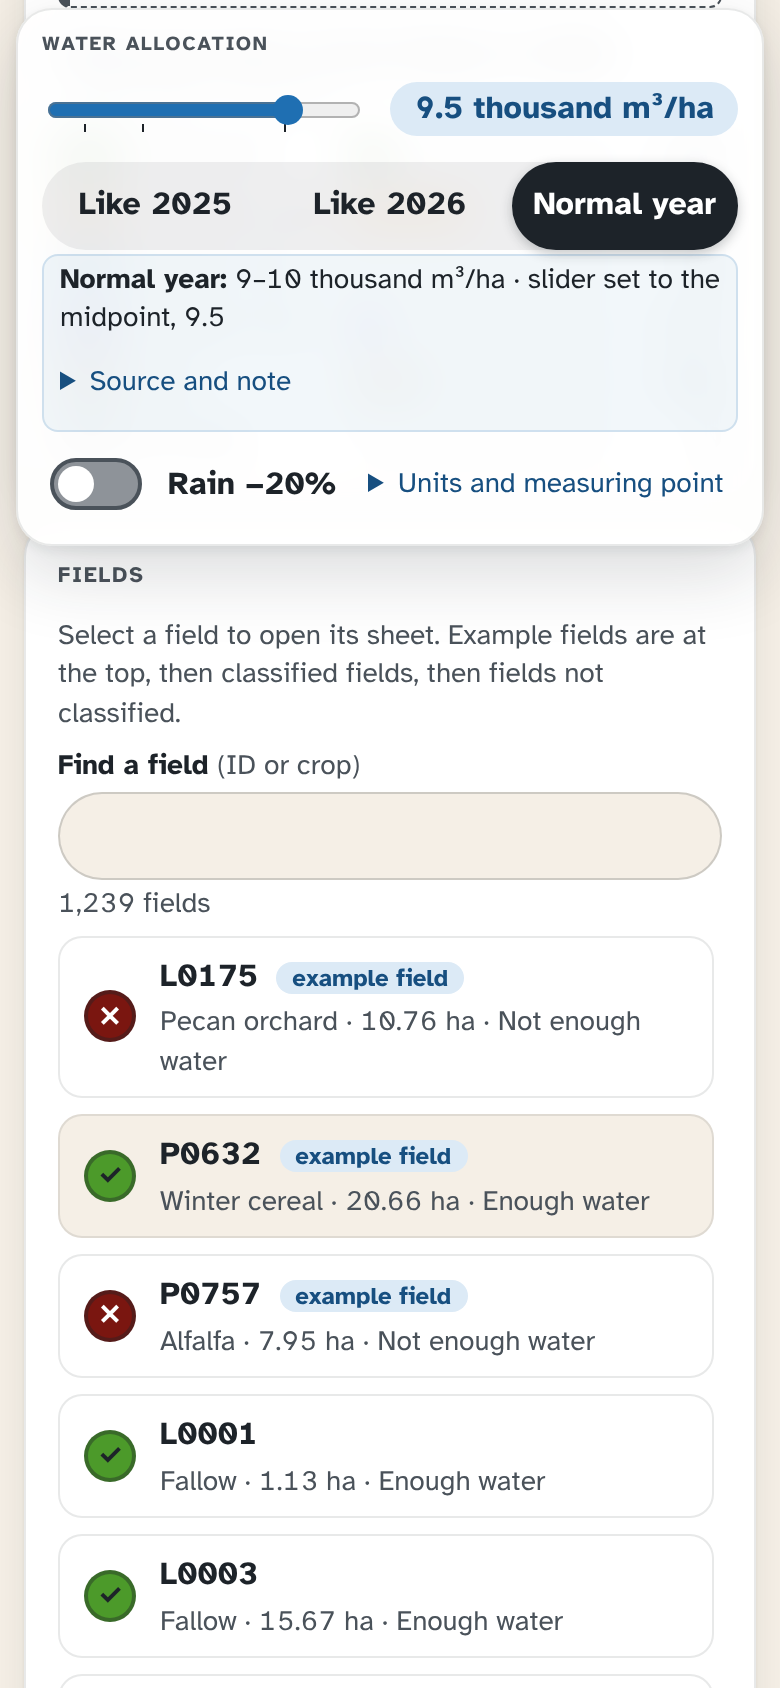 WATER ALLOCATION
9.5 thousand m³/ha
Like 2025
Like 2026
Normal year
Normal year: 9–10 thousand m³/ha · slider set to the
midpoint, 9.5
Source and note
Rain −20%
Units and measuring point
FIELDS
Select a field to open its sheet. Example fields are at
the top, then classified fields, then fields not
classified.
Find a field (ID or crop)
1,239 fields
L0175 example field
Pecan orchard · 10.76 ha · Not enough
water
P0632 example field
Winter cereal · 20.66 ha · Enough water
P0757 example field
Alfalfa · 7.95 ha · Not enough water
L0001
Fallow · 1.13 ha · Enough water
L0003
Fallow · 15.67 ha · Enough water